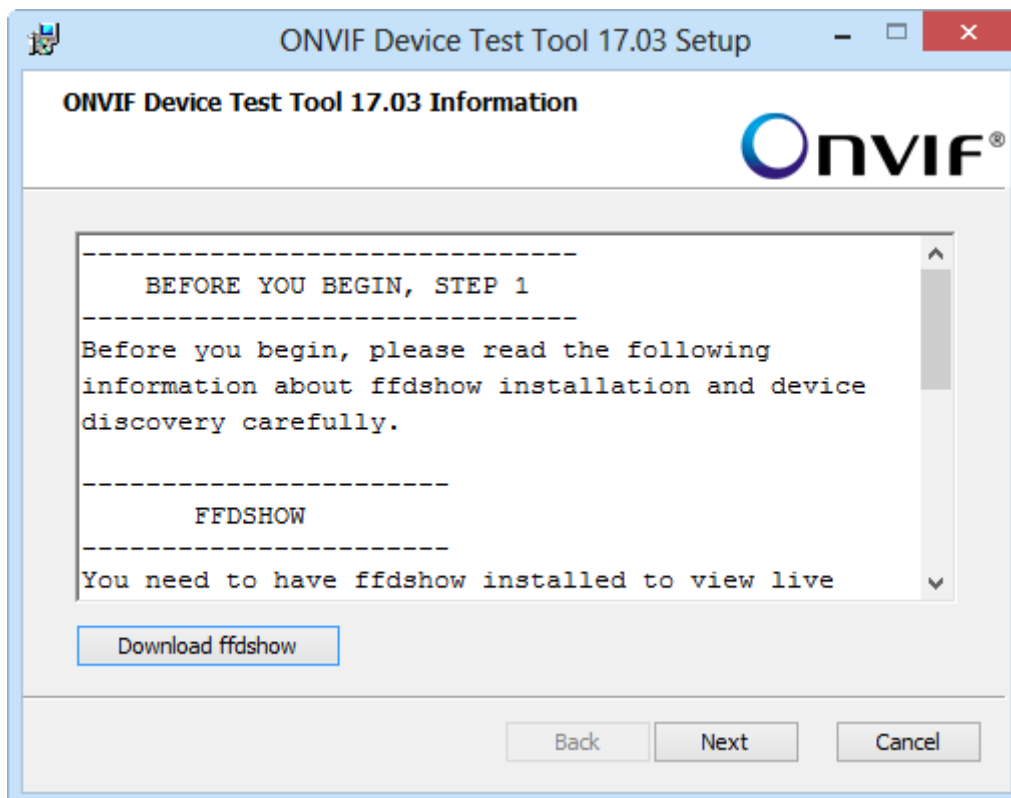 ONVIF Device Test Tool 17.03 Setup
ONVIF Device Test Tool 17.03 Information
ONVIF®
-------------------------------
BEFORE YOU BEGIN, STEP 1
-------------------------------
Before you begin, please read the following
information about ffdshow installation and device
discovery carefully.
-----------------------
FFDSHOW
-----------------------
You need to have ffdshow installed to view live
Download ffdshow
Back
Next
Cancel